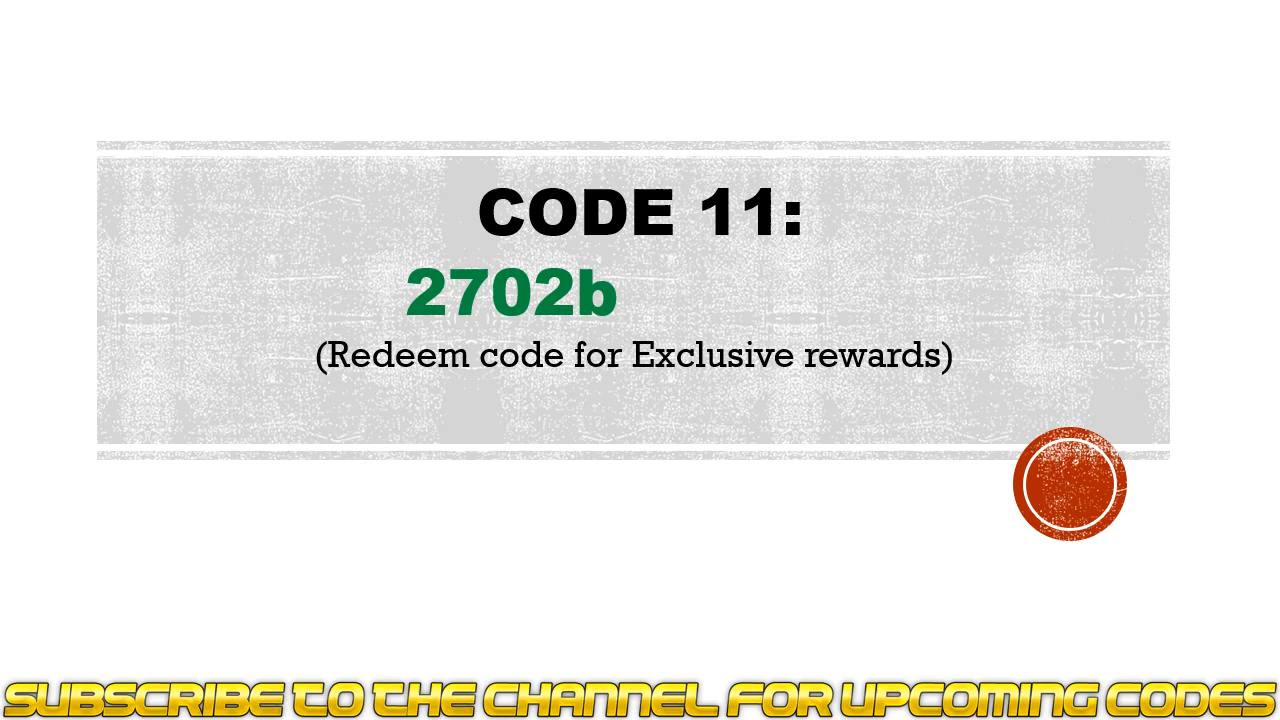 CODE 11:
2702b
(Redeem code for Exclusive rewards)
SUBSCRIBE TO THE CHANNEL FOR UPCOMING CODES